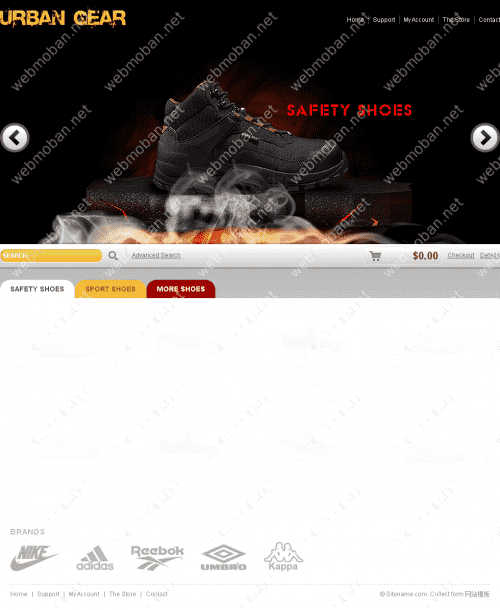 URBAN GEAR
Home | Support | MyAccount | The Store | Contact
SAFETY SHOES
SEARCH
Advanced Search
$0.00
Checkout
Details
SAFETY SHOES
SPORT SHOES
MORE SHOES
BRANDS
NIKE
adidas
Reebok
UMBRO
Kappa
Home | Support | MyAccount | The Store | Contact
© Sitename.com. Collect form 网站模板
webmoban.net